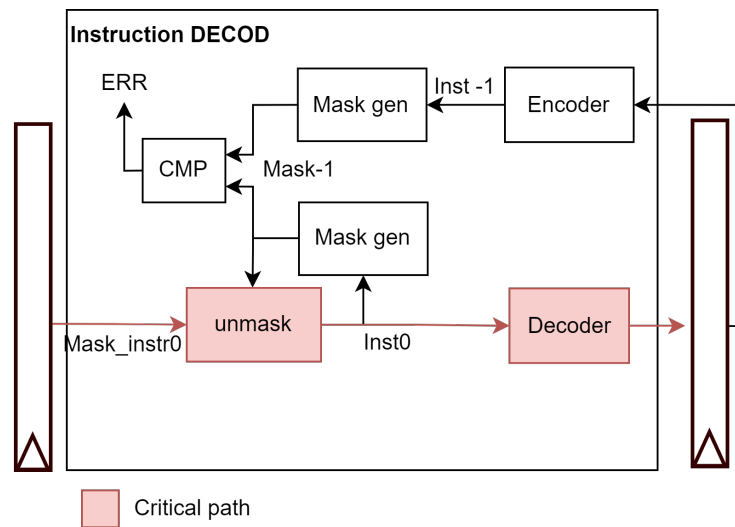 Instruction DECOD
ERR
Mask gen
Inst -1
Encoder
CMP
Mask-1
Mask gen
unmask
Decoder
Mask_instr0
Inst0
Critical path